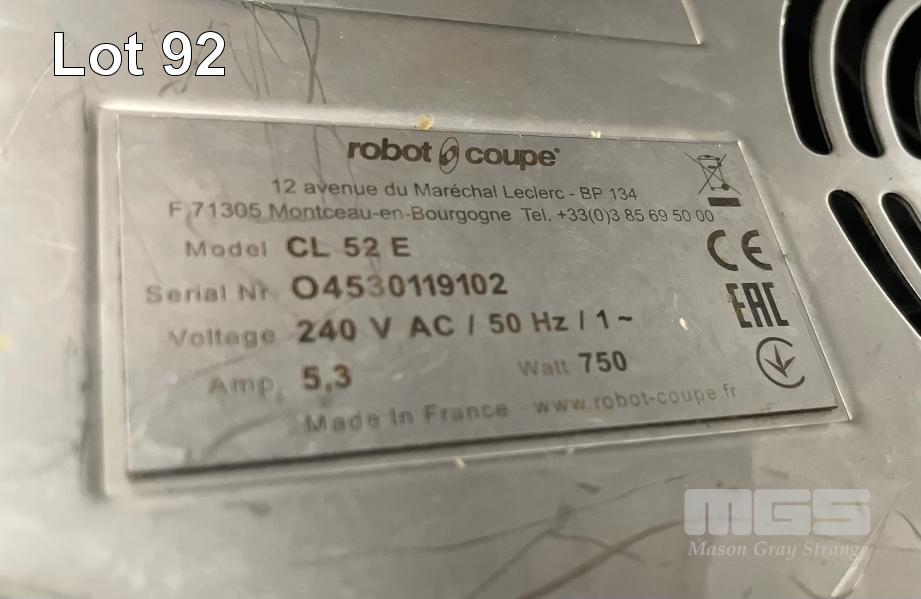 Lot 92
robot coupe®
12 avenue du Maréchal Leclerc - BP 134
F 71305 Montceau-en-Bourgogne Tel. +33(0)3 85 69 50 00
Model CL 52 E
CE
Serial Nr O4530119102
EAC
Voltage 240 V AC / 50 Hz / 1 ~
Amp. 5,3 Watt 750
Made In France www.robot-coupe.fr
MGS
Mason Gray Strange